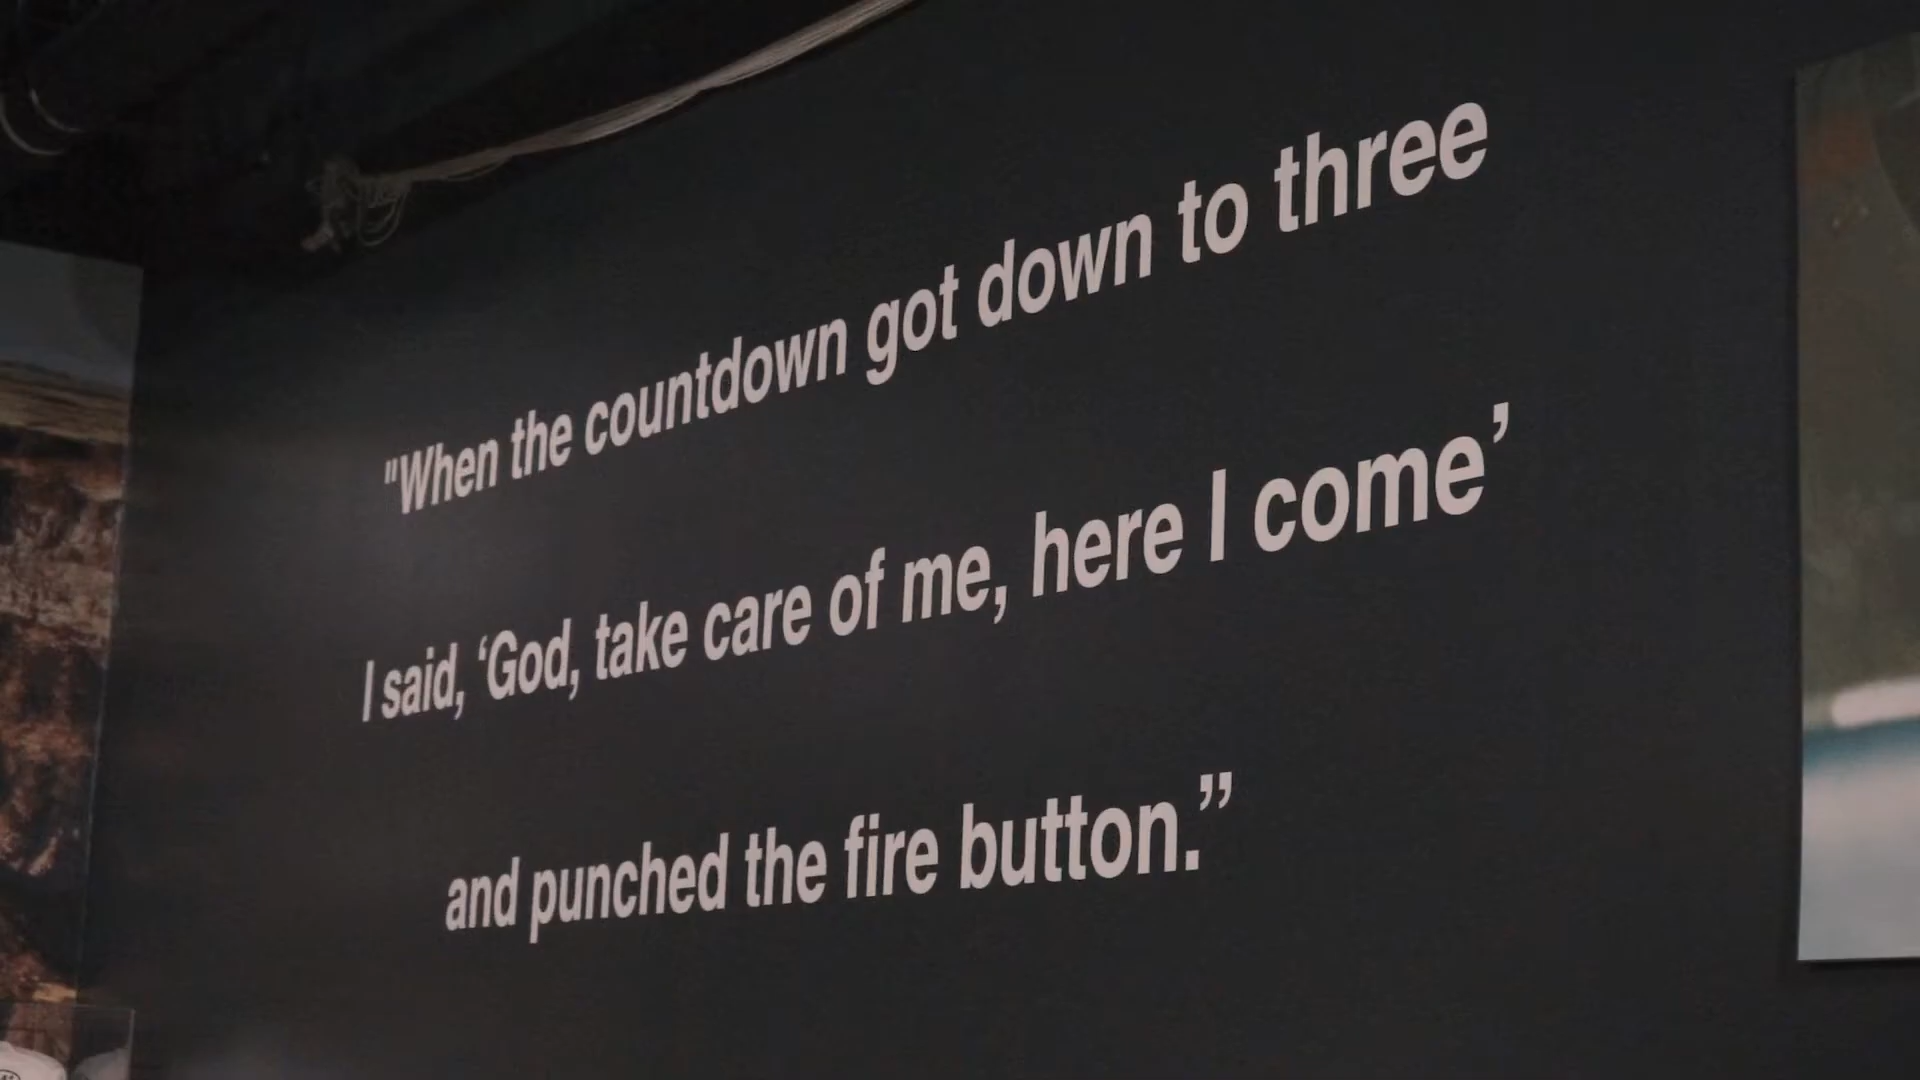 "When the countdown got down to three
I said, ‘God, take care of me, here I come’
and punched the fire button.”